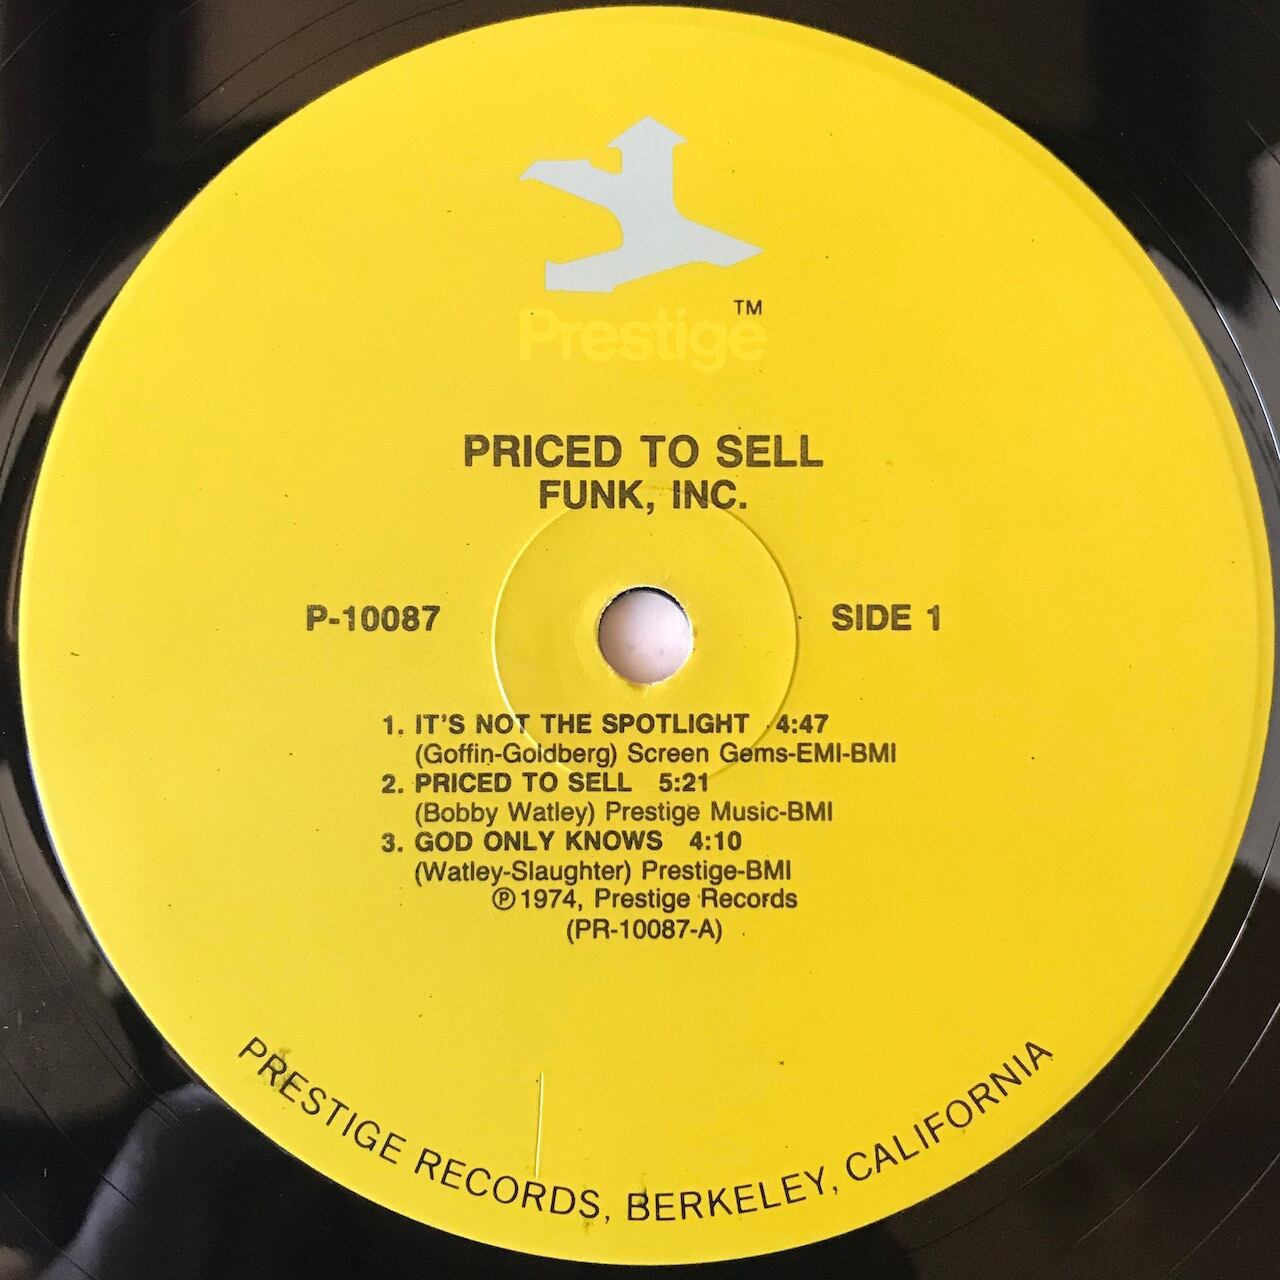 TM
Prestige
PRICED TO SELL
FUNK, INC.
P-10087
SIDE 1
1. IT'S NOT THE SPOTLIGHT 4:47
(Goffin-Goldberg) Screen Gems-EMI-BMI
2. PRICED TO SELL 5:21
(Bobby Watley) Prestige Music-BMI
3. GOD ONLY KNOWS 4:10
(Watley-Slaughter) Prestige-BMI
℗ 1974, Prestige Records
(PR-10087-A)
PRESTIGE RECORDS, BERKELEY, CALIFORNIA